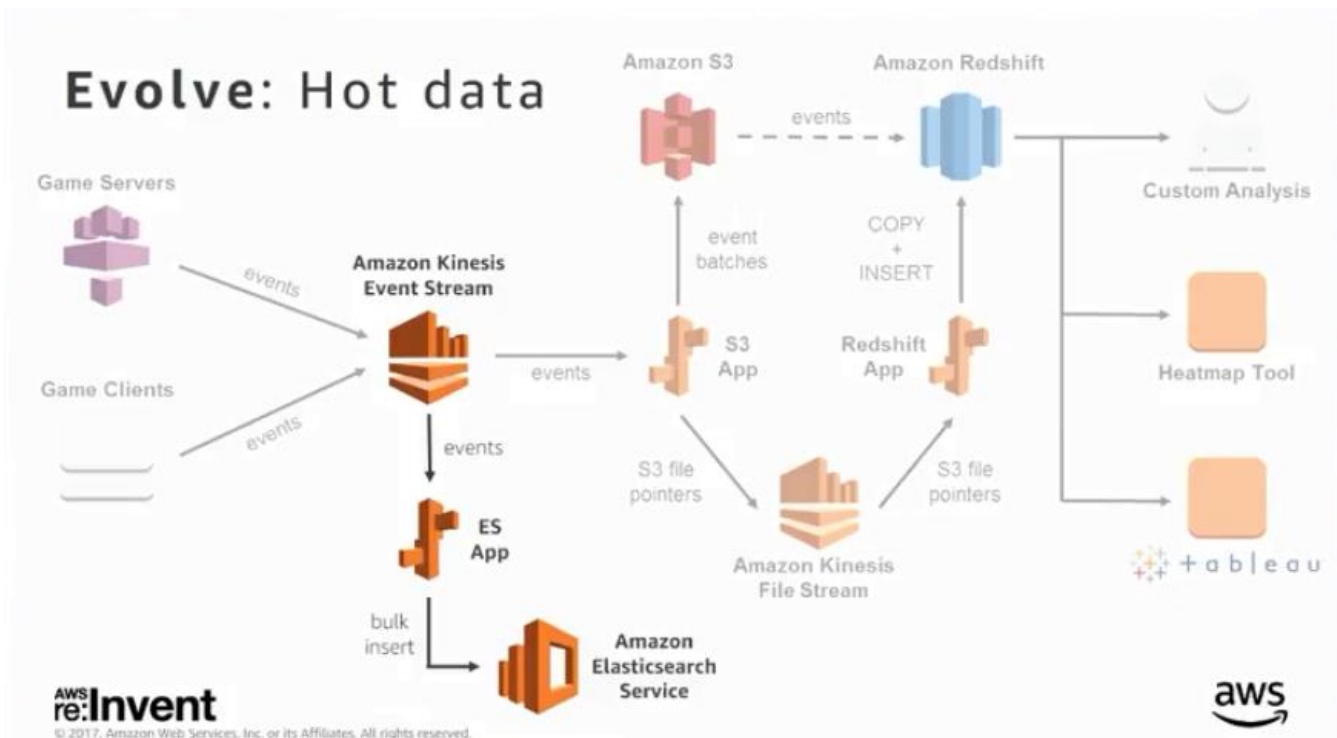 Evolve: Hot data
Amazon S3
Amazon Redshift
events
Custom Analysis
Game Servers
events
Amazon Kinesis
Event Stream
event
batches
COPY
+
INSERT
S3
App
Redshift
App
events
Heatmap Tool
Game Clients
events
events
S3 file
pointers
S3 file
pointers
ES
App
Amazon Kinesis
File Stream
+ableau
bulk
insert
Amazon
Elasticsearch
Service
AWS
re:Invent
aws
© 2017, Amazon Web Services, Inc. or its Affiliates. All rights reserved.